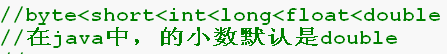 //byte<short<int<long<float<double
//在java中，的小数默认是double